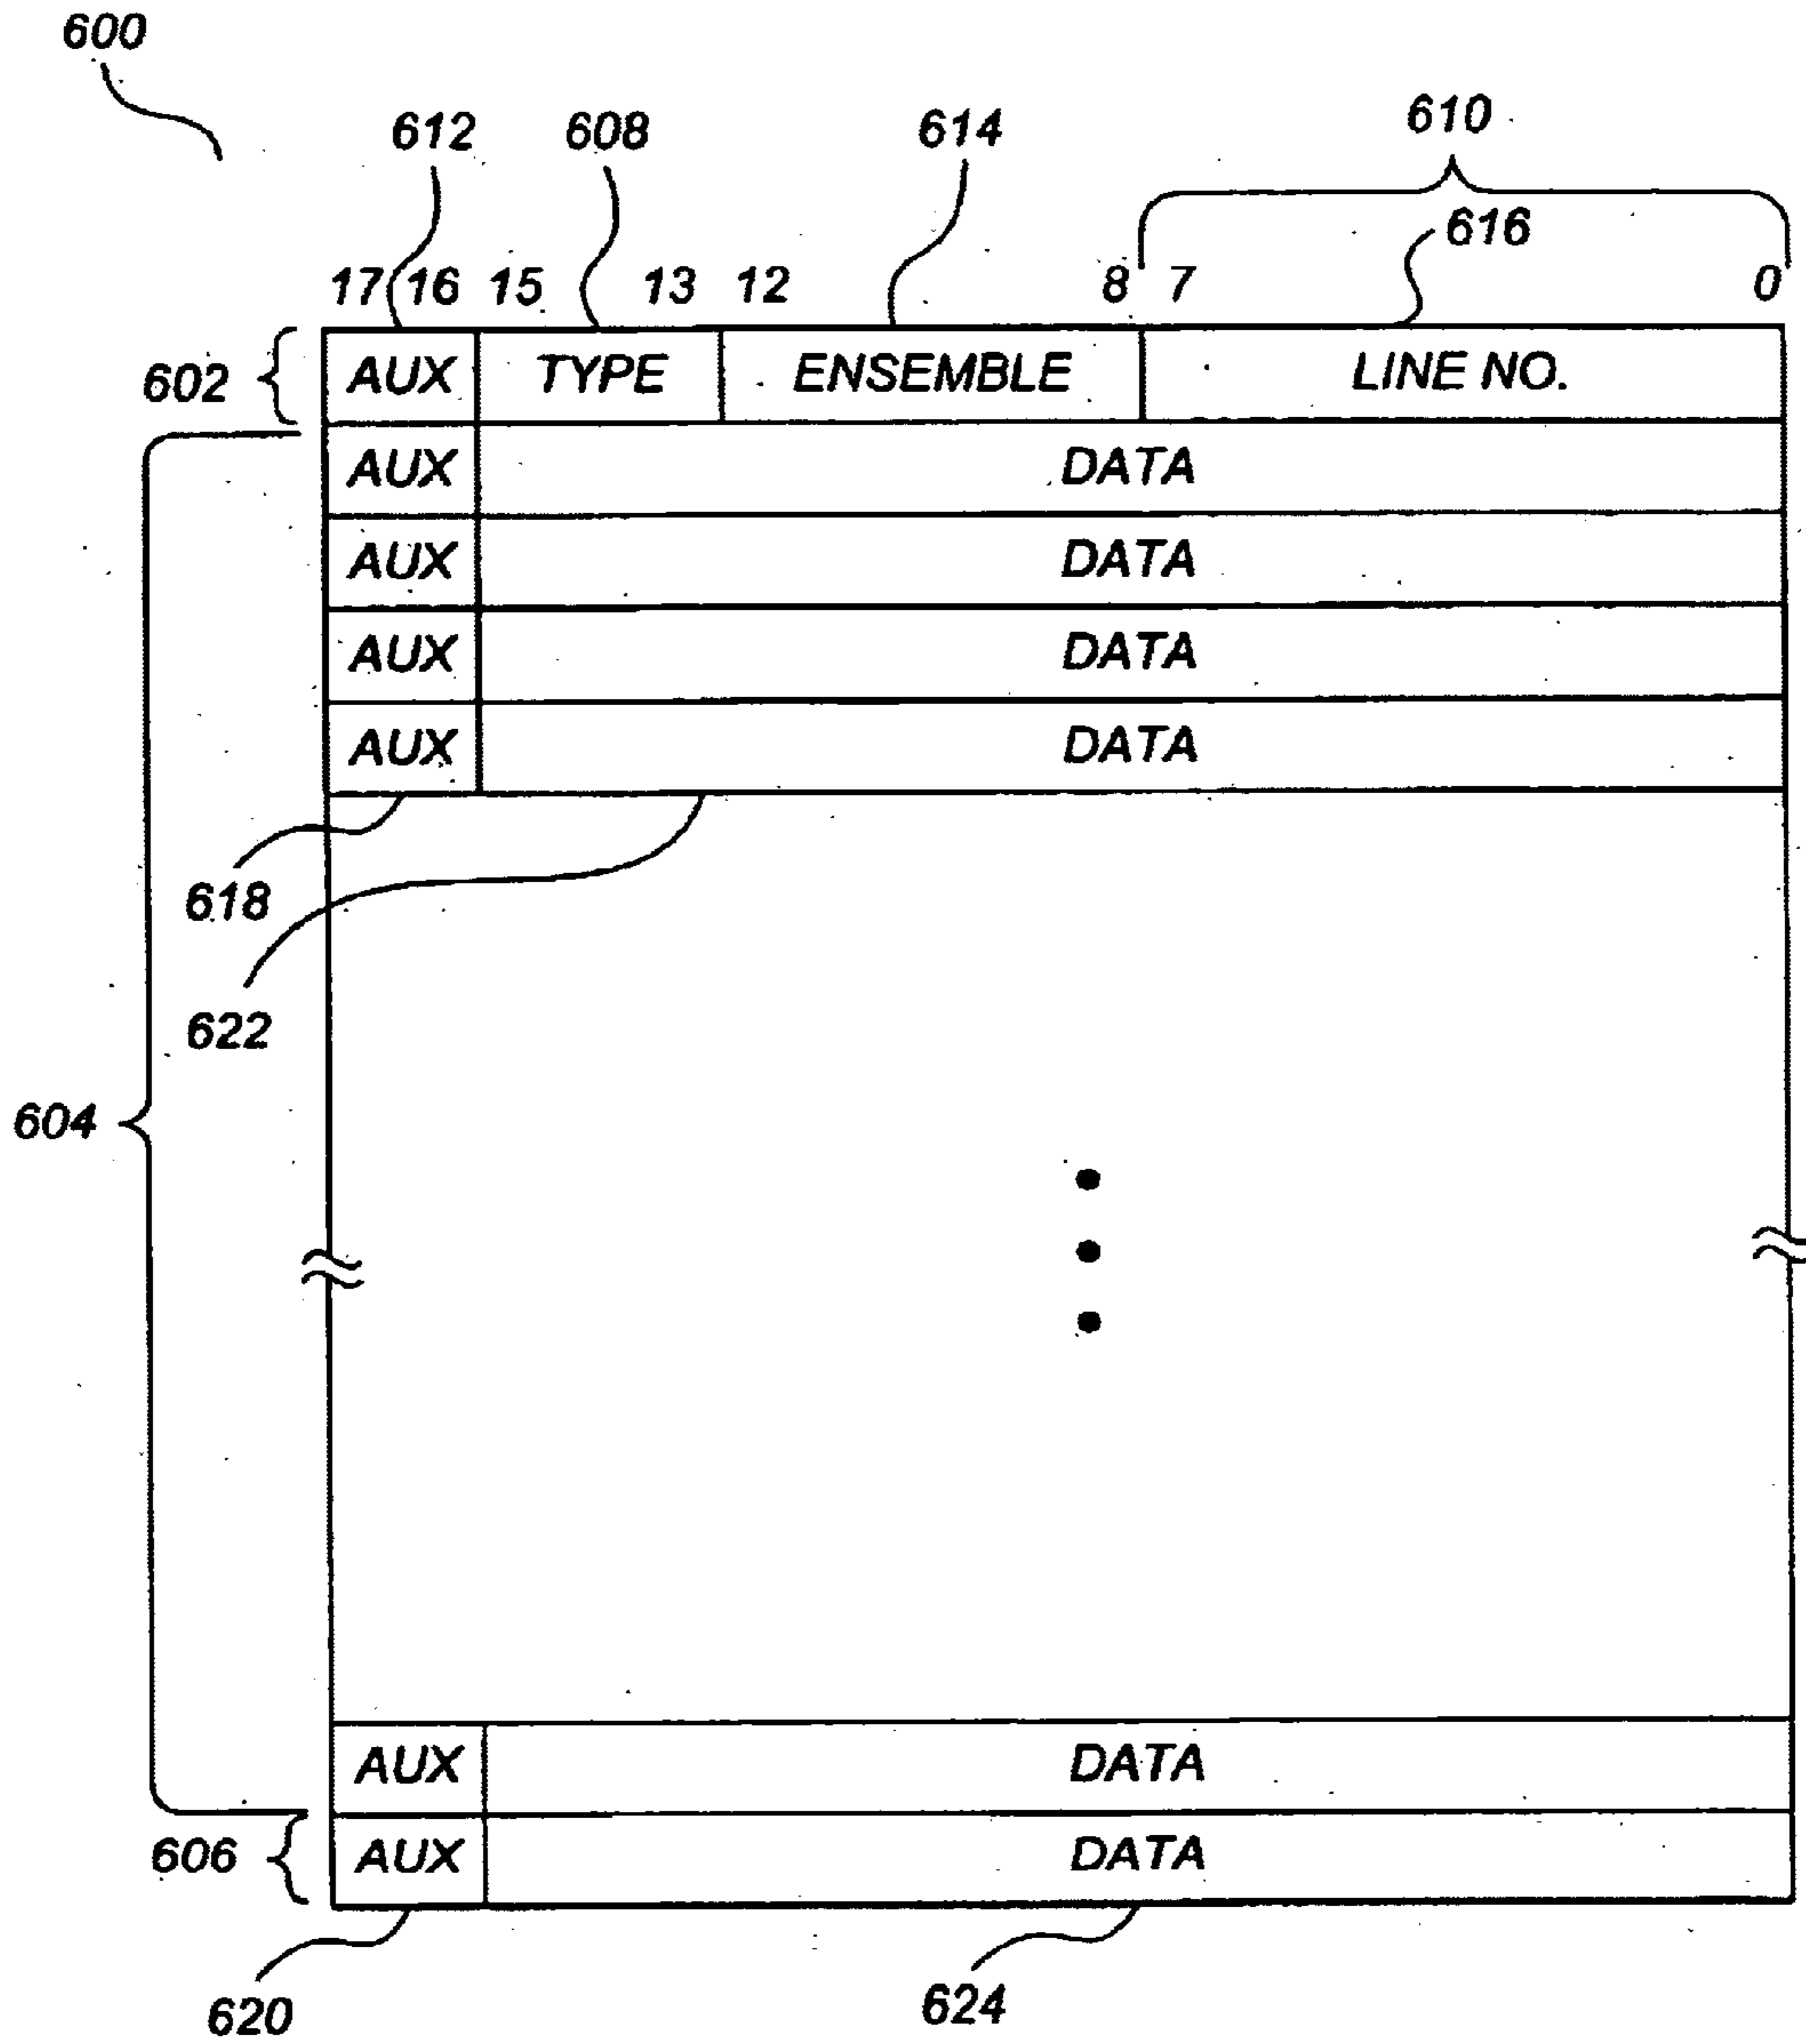 600
612 608 614 610
616
17 16 15 13 12 8 7 0
602 AUX TYPE ENSEMBLE LINE NO.
AUX DATA
AUX DATA
AUX DATA
AUX DATA
618
622
604
AUX DATA
606 AUX DATA
620 624